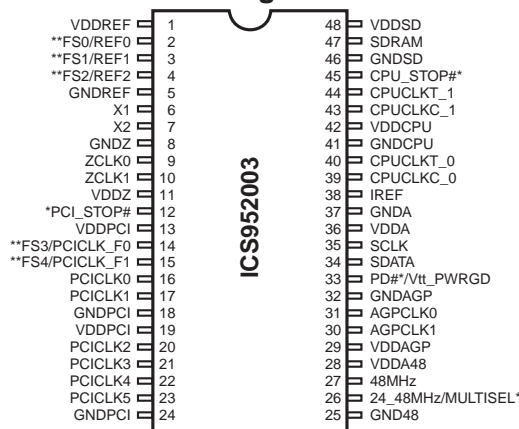 VDDREF 1 48 VDDSD
**FS0/REF0 2 47 SDRAM
**FS1/REF1 3 46 GNDSD
**FS2/REF2 4 45 CPU_STOP#*
GNDREF 5 44 CPUCLKT_1
X1 6 43 CPUCLKC_1
X2 7 42 VDDCPU
GNDZ 8 41 GNDCPU
ZCLK0 9 40 CPUCLKT_0
ZCLK1 10 39 CPUCLKC_0
VDDZ 11 38 IREF
*PCI_STOP# 12 37 GNDA
VDDPCI 13 36 VDDA
**FS3/PCICLK_F0 14 35 SCLK
**FS4/PCICLK_F1 15 34 SDATA
PCICLK0 16 33 PD#*/Vtt_PWRGD
PCICLK1 17 32 GNDAGP
GNDPCI 18 31 AGPCLK0
VDDPCI 19 30 AGPCLK1
PCICLK2 20 29 VDDAGP
PCICLK3 21 28 VDDA48
PCICLK4 22 27 48MHz
PCICLK5 23 26 24_48MHz/MULTISEL*
GNDPCI 24 25 GND48
ICS952003